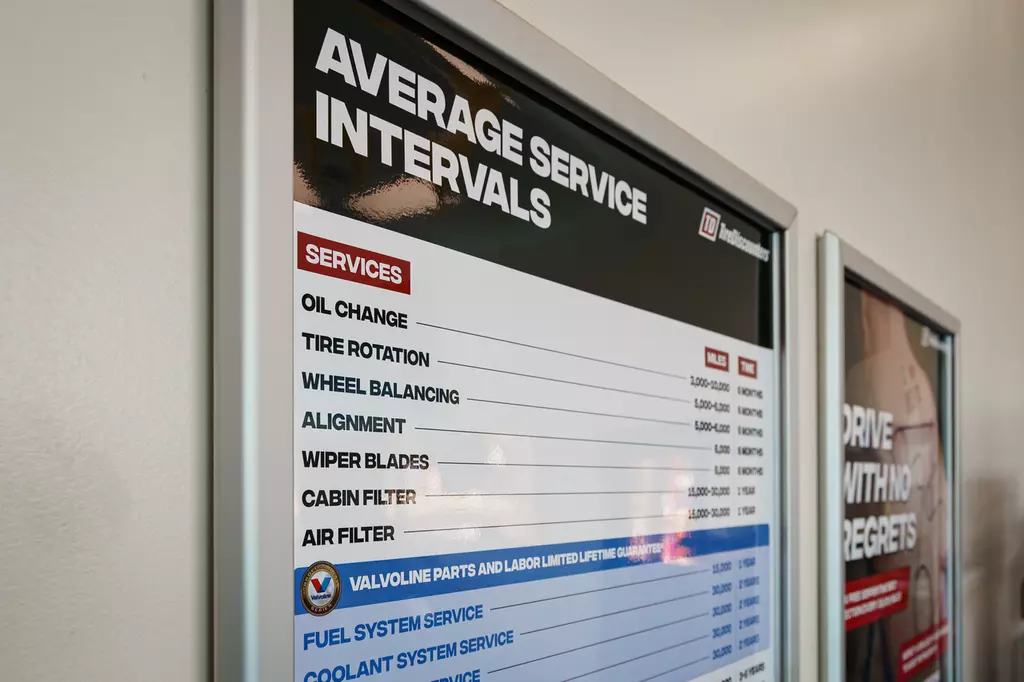 AVERAGE SERVICE
INTERVALS
TD TireDiscounters
SERVICES
MILES TIME
OIL CHANGE 3,000-10,000 6 MONTHS
TIRE ROTATION 5,000-6,000 6 MONTHS
WHEEL BALANCING 5,000-6,000 6 MONTHS
ALIGNMENT 6,000 6 MONTHS
WIPER BLADES 6,000 6 MONTHS
CABIN FILTER 15,000-30,000 1 YEAR
AIR FILTER 15,000-30,000 1 YEAR
Valvoline
VALVOLINE PARTS AND LABOR LIMITED LIFETIME GUARANTEE*
FUEL SYSTEM SERVICE 15,000 1 YEAR
COOLANT SYSTEM SERVICE 30,000 2 YEARS
30,000 2 YEARS
30,000 2 YEARS
30,000 2 YEARS
DRIVE
WITH NO
REGRETS